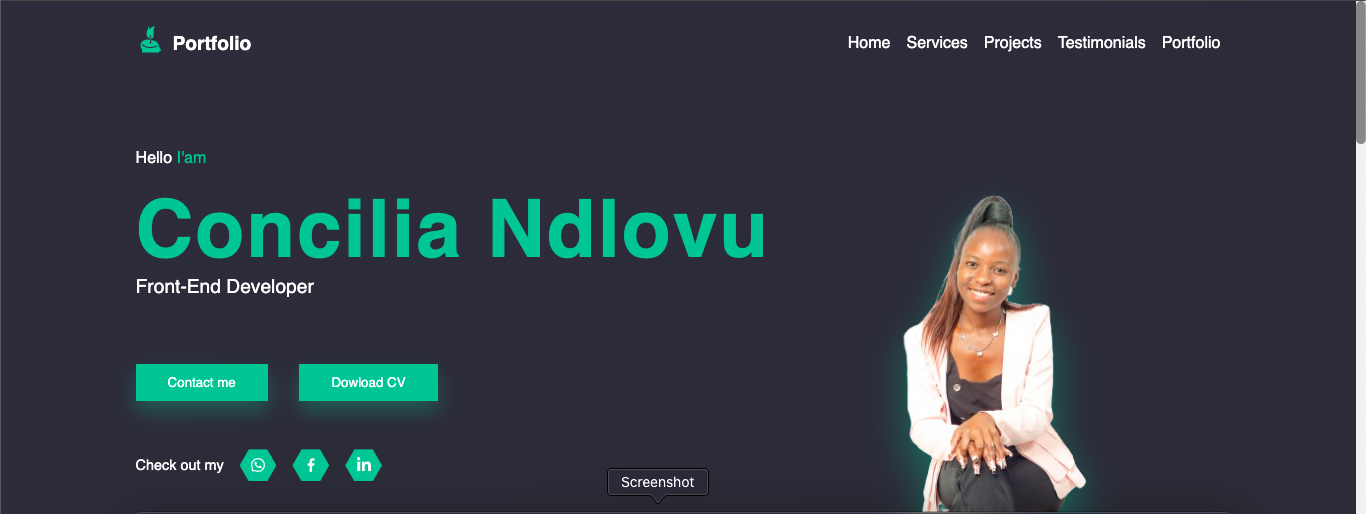 Portfolio
Home Services Projects Testimonials Portfolio
Hello I'am
Concilia Ndlovu
Front-End Developer
Contact me
Dowload CV
Check out my
f
in
Screenshot